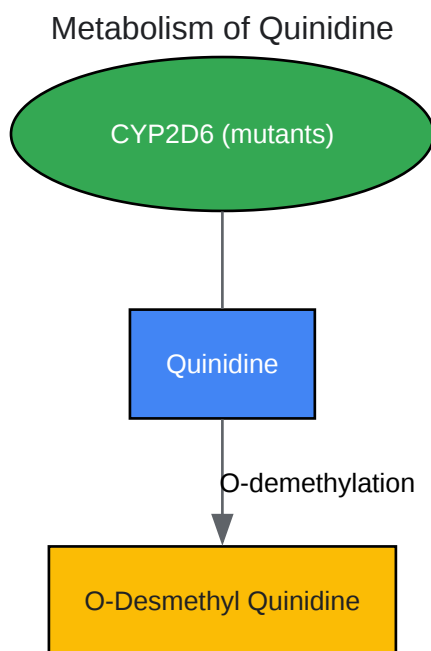 Metabolism of Quinidine
CYP2D6 (mutants)
Quinidine
O-demethylation
O-Desmethyl Quinidine